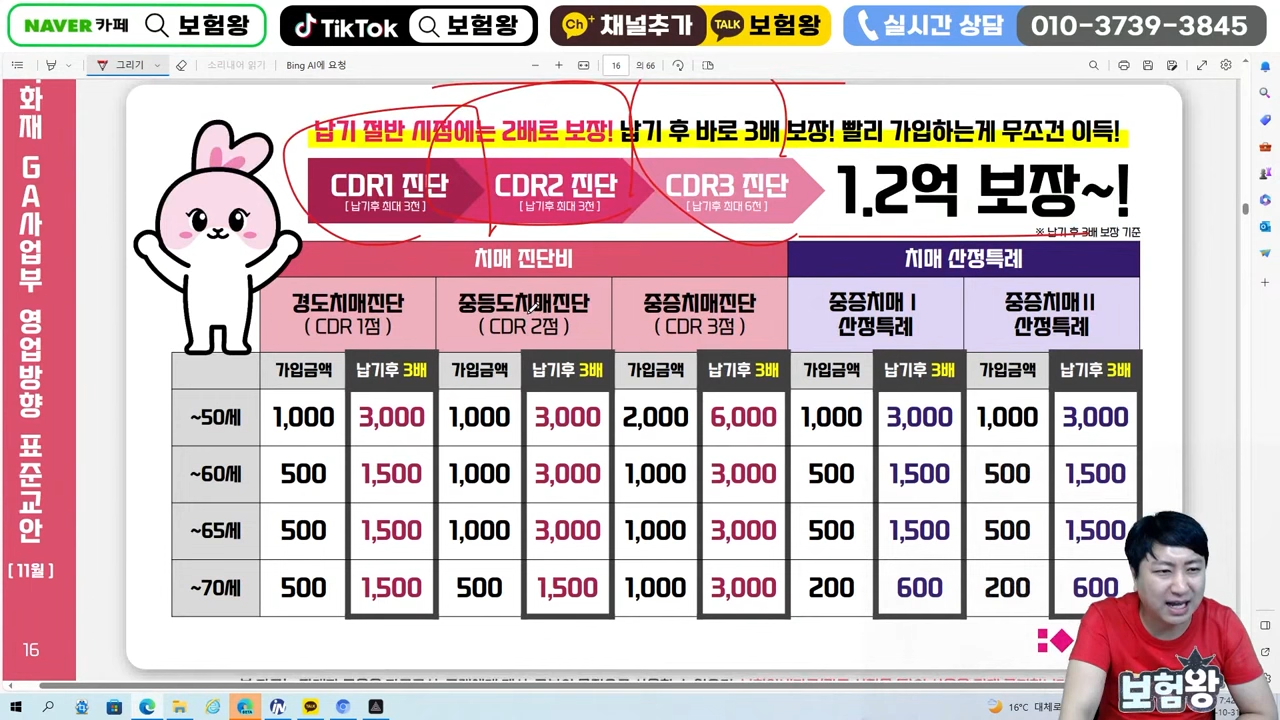 NAVER 카페 보험왕
TikTok 보험왕
Ch+ 채널추가 TALK 보험왕
실시간 상담 010-3739-3845
그리기 소리내어 읽기 Bing AI에 요청 16 의 66
화재 GA사업부 영업방향 표준교안
[ 11월 ]
16
납기 절반 시점에는 2배로 보장! 납기 후 바로 3배 보장! 빨리 가입하는게 무조건 이득!
CDR1 진단 CDR2 진단 CDR3 진단 1.2억 보장~!
[ 납기후 최대 3천 ] [ 납기후 최대 3천 ] [ 납기후 최대 6천 ]
※ 납기 후 3배 보장 기준
치매 진단비 치매 산정특례
경도치매진단 중등도치매진단 중증치매진단 중증치매 I 중증치매 II
( CDR 1점 ) ( CDR 2점 ) ( CDR 3점 ) 산정특례 산정특례
가입금액 납기후 3배 가입금액 납기후 3배 가입금액 납기후 3배 가입금액 납기후 3배 가입금액 납기후 3배
~50세 1,000 3,000 1,000 3,000 2,000 6,000 1,000 3,000 1,000 3,000
~60세 500 1,500 1,000 3,000 1,000 3,000 500 1,500 500 1,500
~65세 500 1,500 1,000 3,000 1,000 3,000 500 1,500 500 1,500
~70세 500 1,500 500 1,500 1,000 3,000 200 600 200 600
보험왕
16°C 대체로